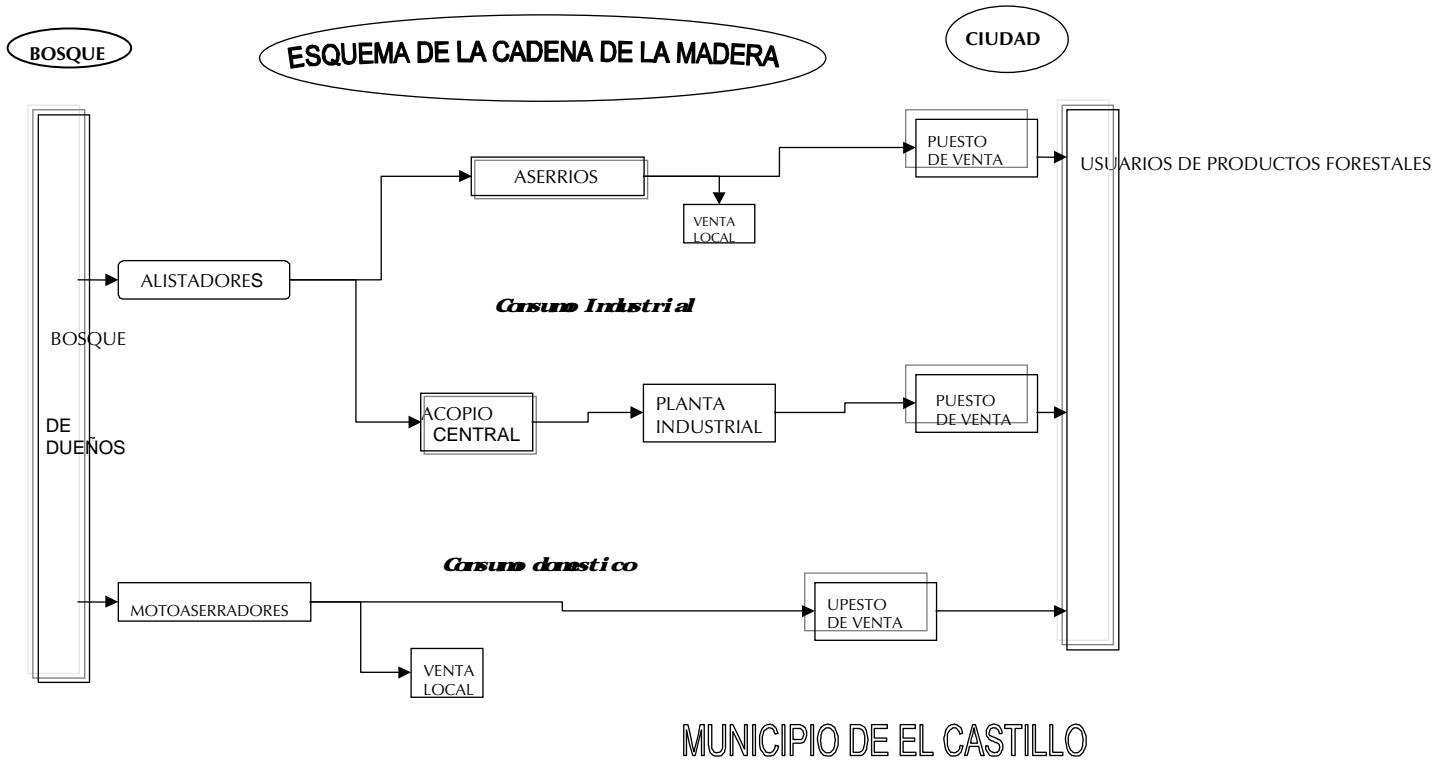 BOSQUE
ESQUEMA DE LA CADENA DE LA MADERA
CIUDAD
PUESTO
DE VENTA
USUARIOS DE PRODUCTOS FORESTALES
ASERRIOS
VENTA
LOCAL
ALISTADORES
Consumo Industrial
BOSQUE
DE
DUEÑOS
ACOPIO
CENTRAL
PLANTA
INDUSTRIAL
PUESTO
DE VENTA
Consumo domestico
MOTOASERRADORES
UPESTO
DE VENTA
VENTA
LOCAL
MUNICIPIO DE EL CASTILLO